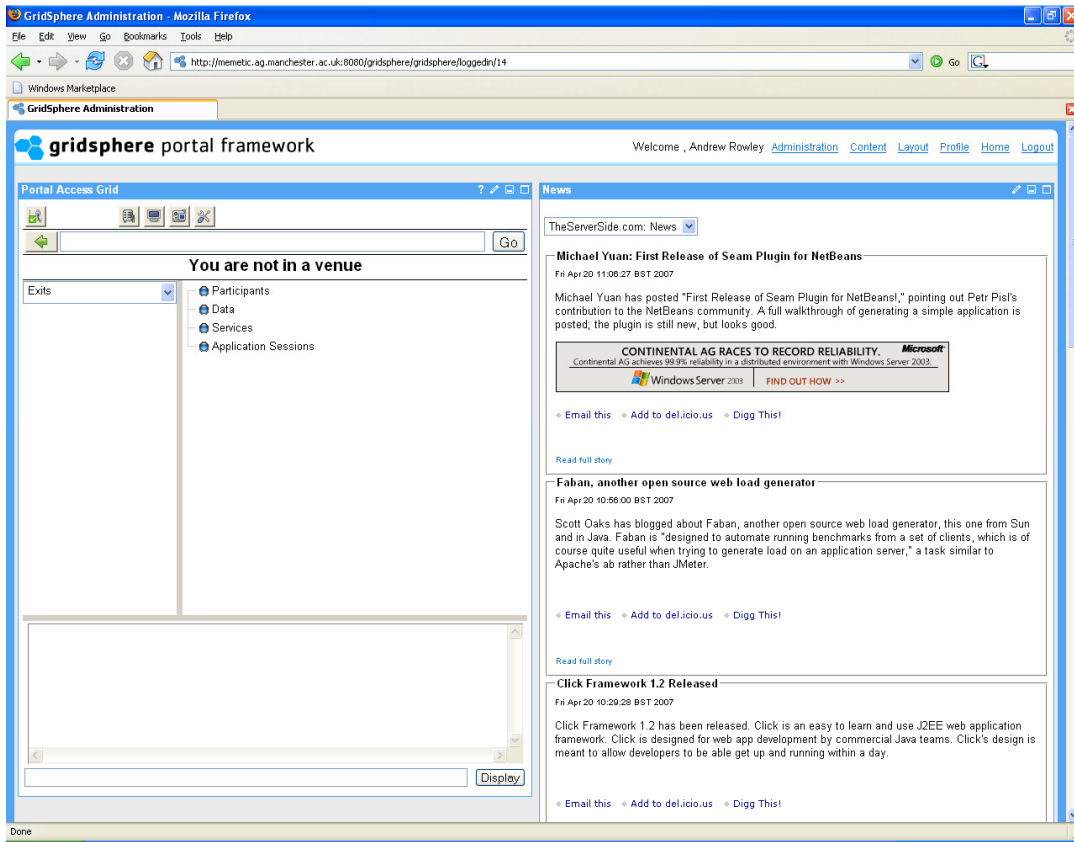 GridSphere Administration - Mozilla Firefox
File Edit View Go Bookmarks Tools Help
http://memetic.ag.manchester.ac.uk:8080/gridsphere/gridsphere/loggedin/14
Go
G
Windows Marketplace
GridSphere Administration
gridsphere portal framework
Welcome , Andrew Rowley Administration Content Layout Profile Home Logout
Portal Access Grid
?
Go
You are not in a venue
Exits
Participants
Data
Services
Application Sessions
Display
News
TheServerSide.com: News
Michael Yuan: First Release of Seam Plugin for NetBeans
Fri Apr 20 11:06:27 BST 2007
Michael Yuan has posted "First Release of Seam Plugin for NetBeans!," pointing out Petr Pisl's
contribution to the NetBeans community. A full walkthrough of generating a simple application is
posted; the plugin is still new, but looks good.
CONTINENTAL AG RACES TO RECORD RELIABILITY. Microsoft
Continental AG achieves 99.9% reliability in a distributed environment with Windows Server 2003.
Windows Server 2003 FIND OUT HOW >>
Email this Add to del.icio.us Digg This!
Read full story
Faban, another open source web load generator
Fri Apr 20 10:56:00 BST 2007
Scott Oaks has blogged about Faban, another open source web load generator, this one from Sun
and in Java. Faban is "designed to automate running benchmarks from a set of clients, which is of
course quite useful when trying to generate load on an application server," a task similar to
Apache's ab rather than JMeter.
Email this Add to del.icio.us Digg This!
Read full story
Click Framework 1.2 Released
Fri Apr 20 10:29:28 BST 2007
Click Framework 1.2 has been released. Click is an easy to learn and use J2EE web application
framework. Click is designed for web app development by commercial Java teams. Click's design is
meant to allow developers to be able get up and running within a day.
Email this Add to del.icio.us Digg This!
Done